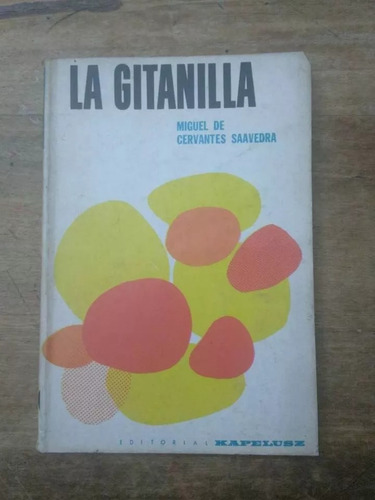 LA GITANILLA
MIGUEL DE
CERVANTES SAAVEDRA
EDITORIAL KAPELUSZ